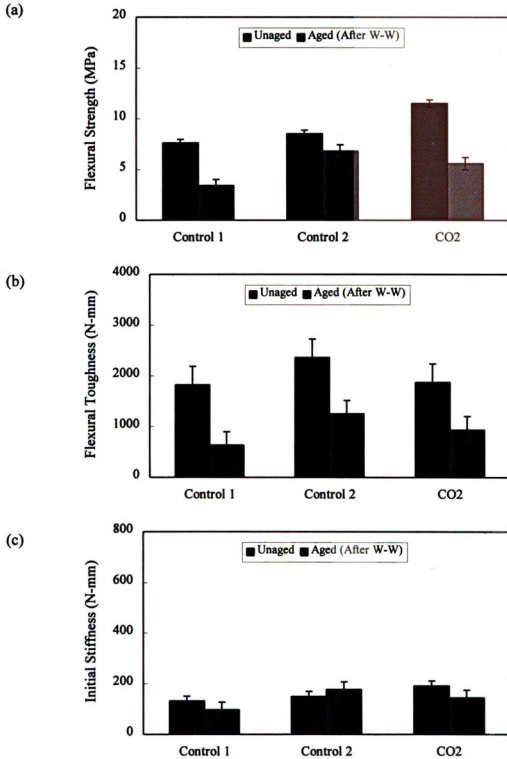 (a)
20
Unaged Aged (After W-W)
15
10
5
0
Flexural Strength (MPa)
Control 1 Control 2 CO2
(b)
4000
Unaged Aged (After W-W)
3000
2000
1000
0
Flexural Toughness (N-mm)
Control 1 Control 2 CO2
(c)
800
Unaged Aged (After W-W)
600
400
200
0
Initial Stiffness (N-mm)
Control 1 Control 2 CO2